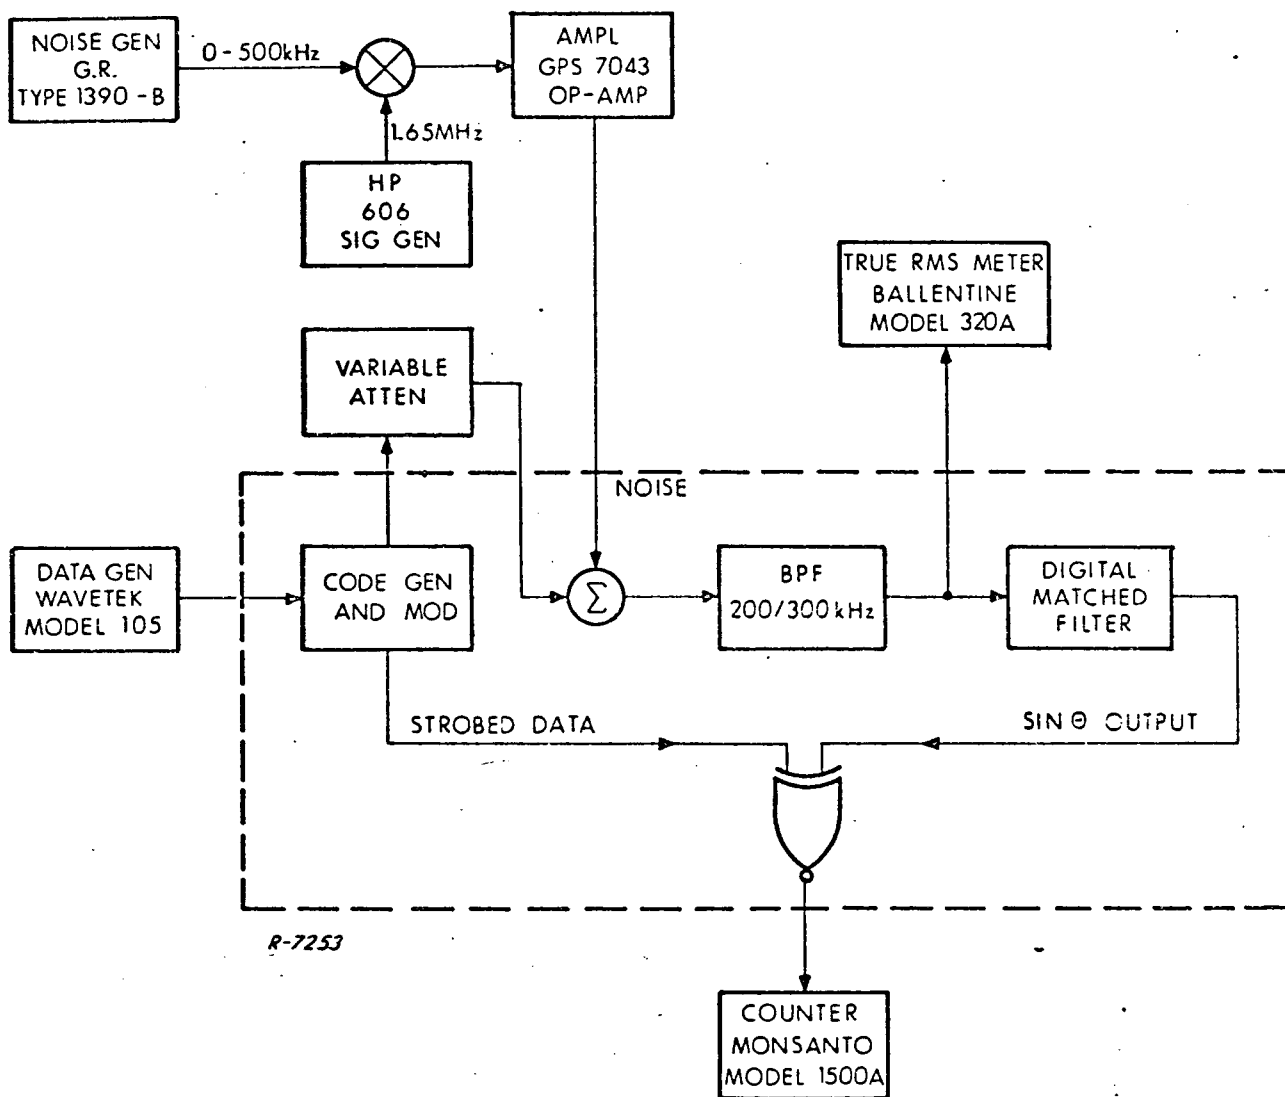 NOISE GEN
G.R.
TYPE 1390-B
0-500kHz
AMPL
GPS 7043
OP-AMP
1.65MHz
HP
606
SIG GEN
TRUE RMS METER
BALLENTINE
MODEL 320A
VARIABLE
ATTEN
NOISE
DATA GEN
WAVETEK
MODEL 105
CODE GEN
AND MOD
Σ
BPF
200/300kHz
DIGITAL
MATCHED
FILTER
STROBED DATA
SIN Θ OUTPUT
R-7253
COUNTER
MONSANTO
MODEL 1500A